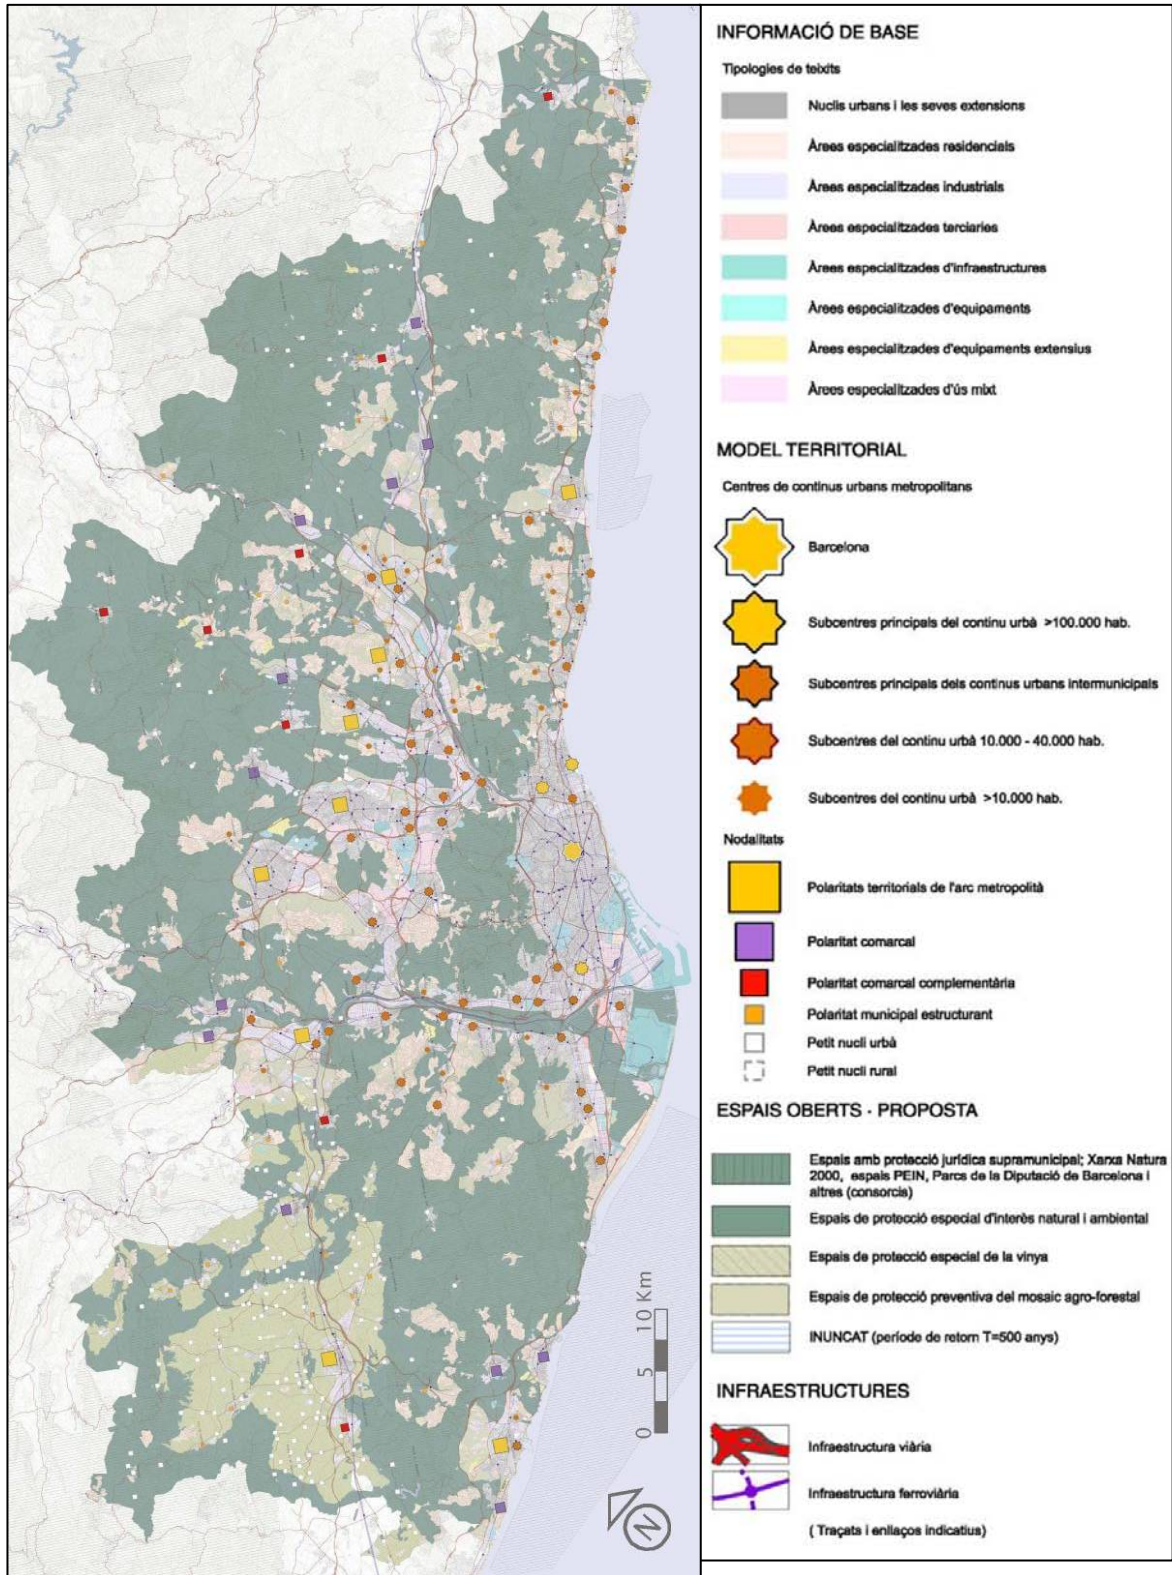 INFORMACIÓ DE BASE
Tipologies de teixits
Nuclis urbans i les seves extensions
Àrees especialitzades residencials
Àrees especialitzades industrials
Àrees especialitzades terciaries
Àrees especialitzades d'infraestructures
Àrees especialitzades d'equipaments
Àrees especialitzades d'equipaments extensius
Àrees especialitzades d'ús mixt
MODEL TERRITORIAL
Centres de continus urbans metropolitans
Barcelona
Subcentres principals del continu urbà >100.000 hab.
Subcentres principals dels continus urbans intermunicipals
Subcentres del continu urbà 10.000 - 40.000 hab.
Subcentres del continu urbà >10.000 hab.
Nodalitats
Polaritats territorials de l'arc metropolità
Polaritat comarcal
Polaritat comarcal complementària
Polaritat municipal estructurant
Petit nucli urbà
Petit nucli rural
ESPAIS OBERTS - PROPOSTA
Espais amb protecció jurídica supramunicipal; Xarxa Natura
2000, espais PEIN, Parcs de la Diputació de Barcelona i
altres (consorcis)
Espais de protecció especial d'interès natural i ambiental
Espais de protecció especial de la vinya
Espais de protecció preventiva del mosaic agro-forestal
INUNCAT (període de retorn T=500 anys)
INFRAESTRUCTURES
Infraestructura viària
Infraestructura ferroviària
( Traçats i enllaços indicatius)
0 5 10 Km
N